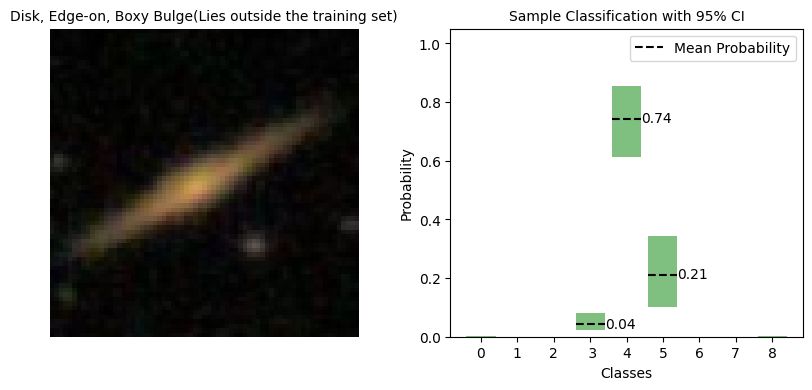 Disk, Edge-on, Boxy Bulge(Lies outside the training set)
Sample Classification with 95% CI
Mean Probability
1.0
0.8
0.6
0.4
0.2
0.0
Probability
0.74
0.21
0.04
0 1 2 3 4 5 6 7 8
Classes